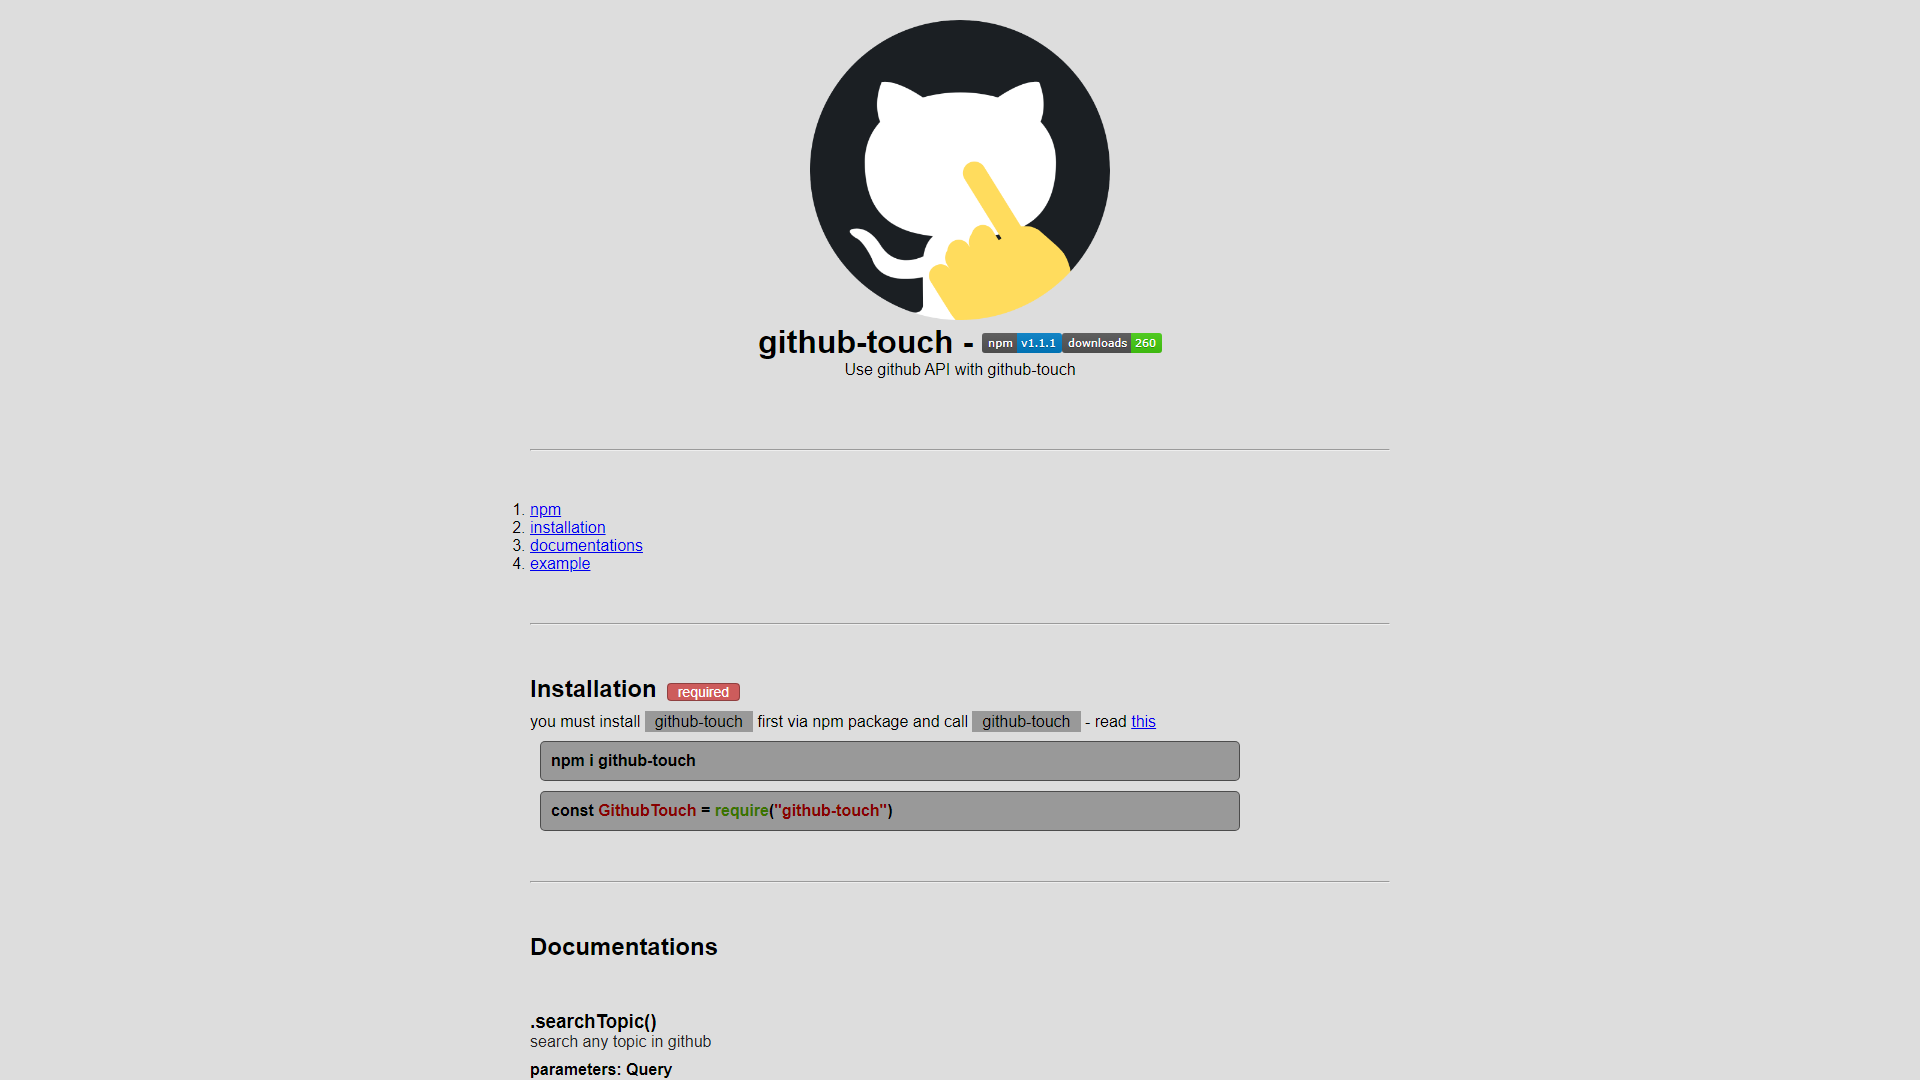 github-touch - npm v1.1.1 downloads 260
Use github API with github-touch
1. npm
2. installation
3. documentations
4. example
Installation required
you must install github-touch first via npm package and call github-touch - read this
npm i github-touch
const GithubTouch = require("github-touch")
Documentations
.searchTopic()
search any topic in github
parameters: Query